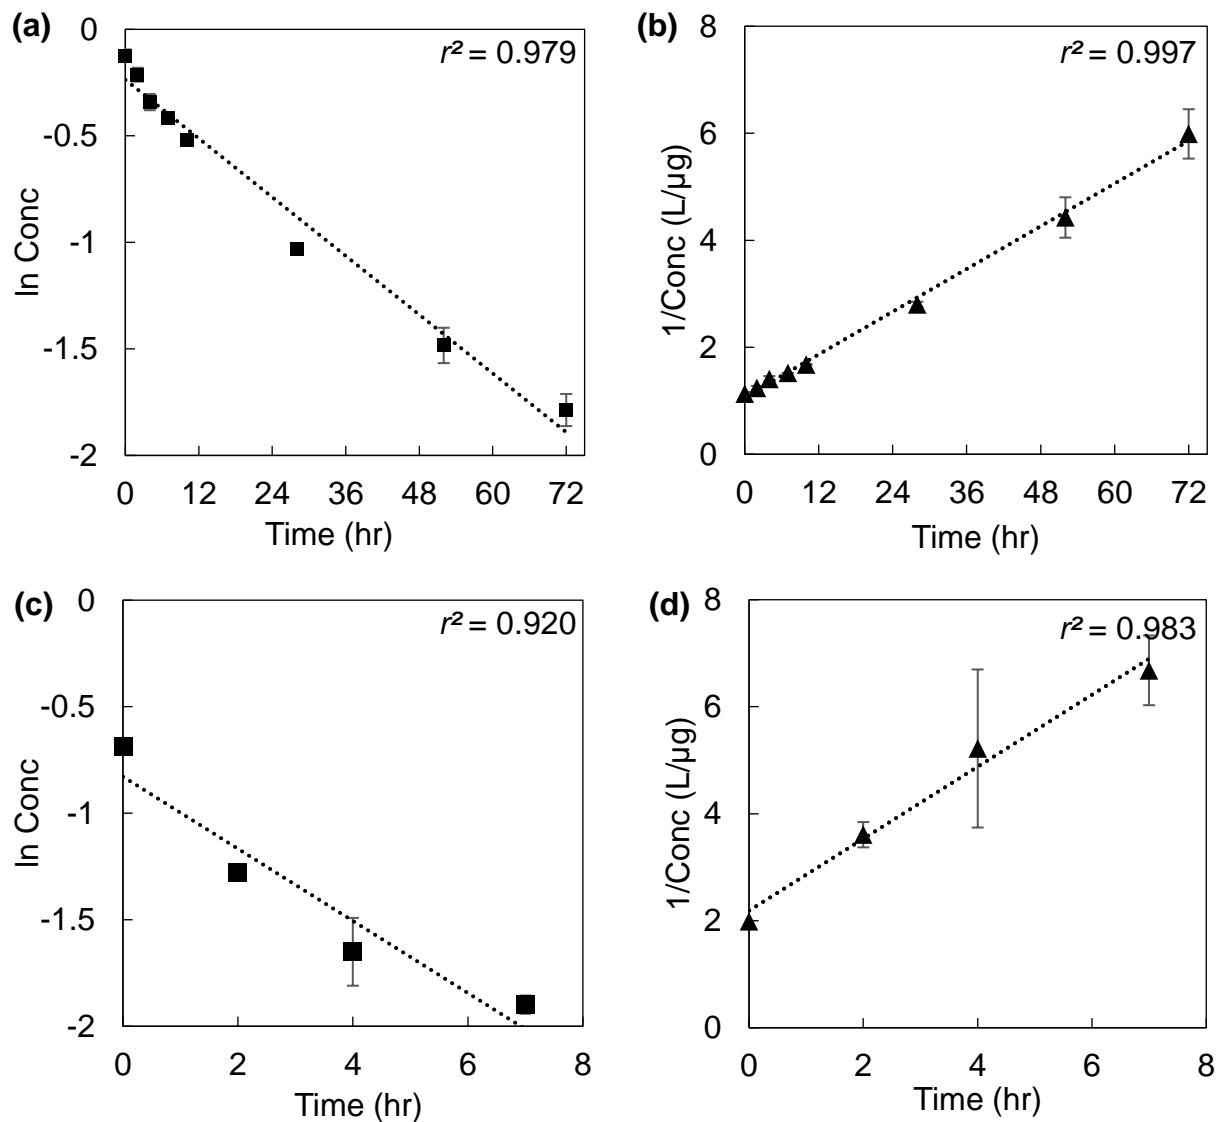 (a)
r² = 0.979
0
-0.5
-1
-1.5
-2
ln Conc
0 12 24 36 48 60 72
Time (hr)
(b)
r² = 0.997
8
6
4
2
0
1/Conc (L/µg)
0 12 24 36 48 60 72
Time (hr)
(c)
r² = 0.920
0
-0.5
-1
-1.5
-2
ln Conc
0 2 4 6 8
Time (hr)
(d)
r² = 0.983
8
6
4
2
0
1/Conc (L/µg)
0 2 4 6 8
Time (hr)